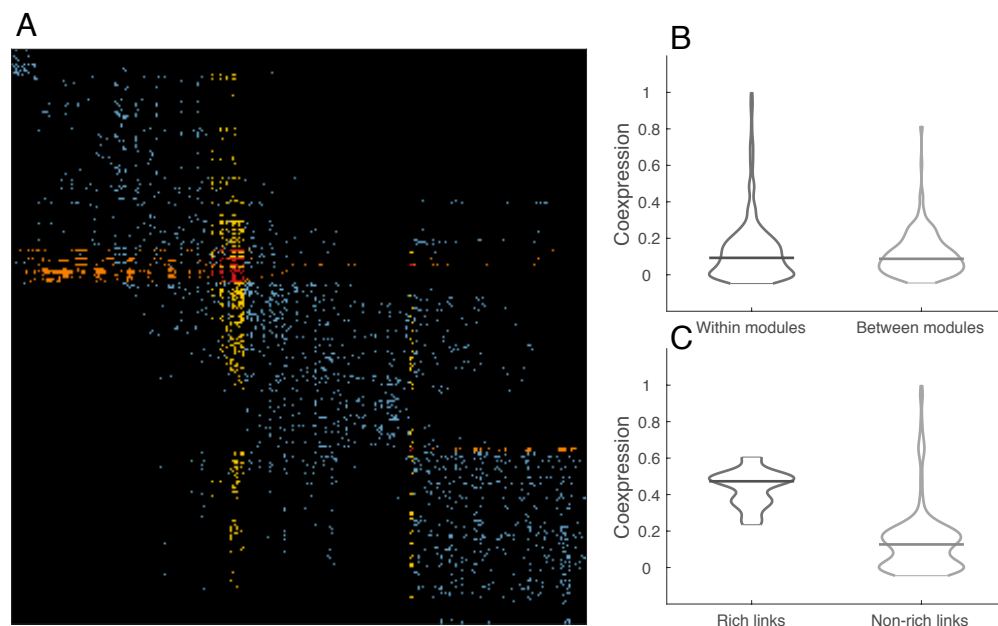 A
B
Coexpression
1
0.8
0.6
0.4
0.2
0
Within modules
Between modules
C
Coexpression
1
0.8
0.6
0.4
0.2
0
Rich links
Non-rich links